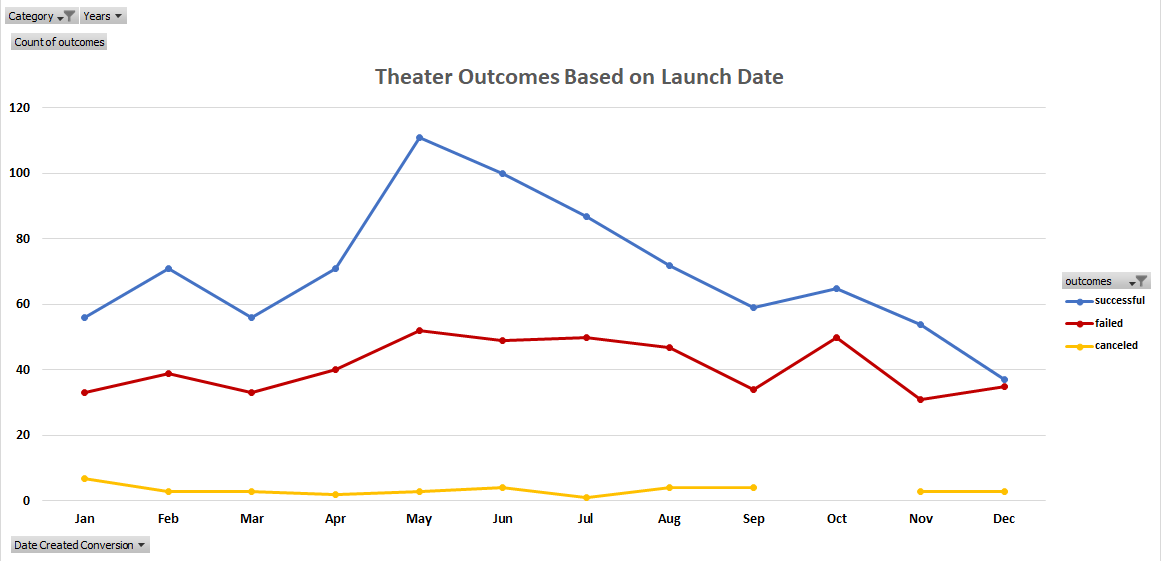 Category Years
Count of outcomes
Theater Outcomes Based on Launch Date
120
100
80
60
40
20
0
Jan Feb Mar Apr May Jun Jul Aug Sep Oct Nov Dec
outcomes
successful
failed
canceled
Date Created Conversion